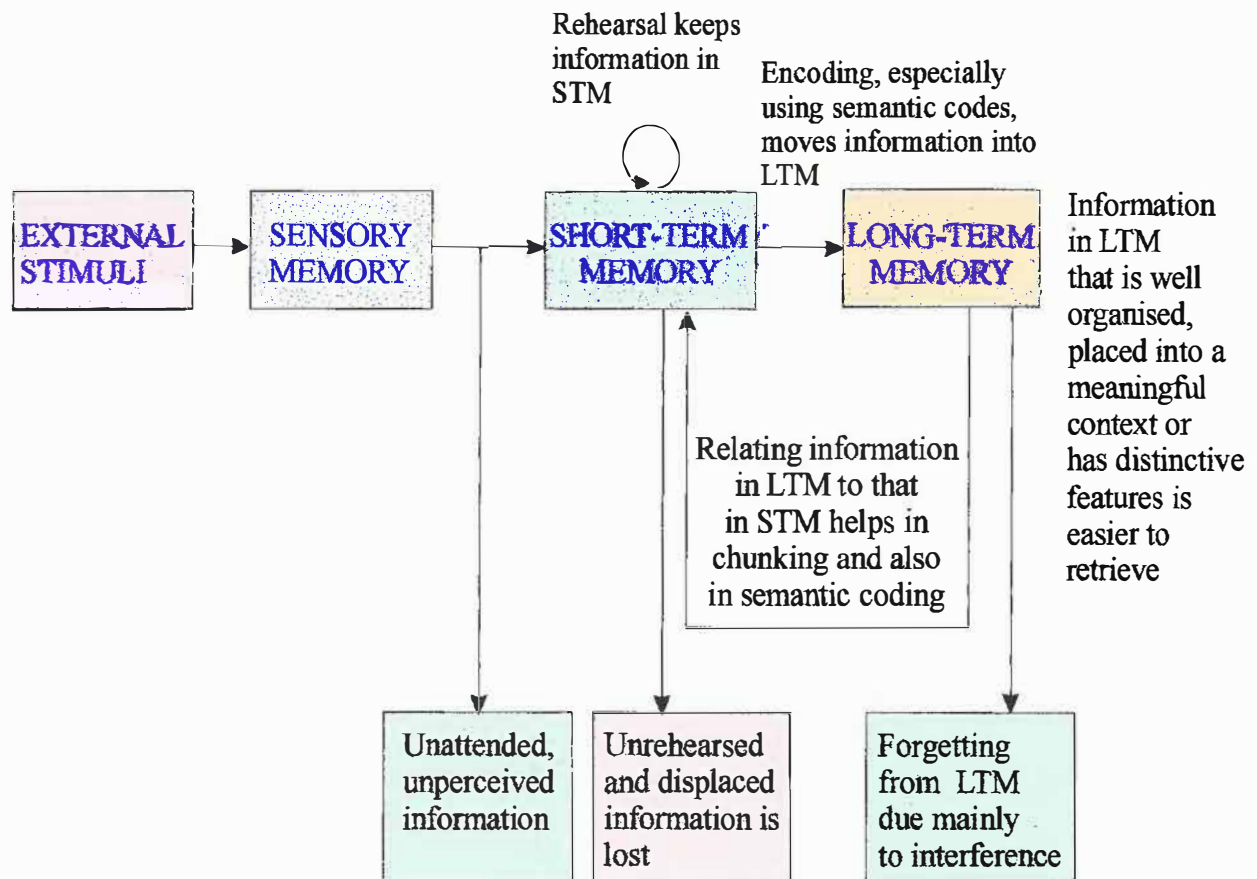 Rehearsal keeps
information in
STM
Encoding, especially
using semantic codes,
moves information into
LTM
EXTERNAL
STIMULI
SENSORY
MEMORY
SHORT-TERM
MEMORY
LONG-TERM
MEMORY
Information
in LTM
that is well
organised,
placed into a
meaningful
context or
has distinctive
features is
easier to
retrieve
Relating information
in LTM to that
in STM helps in
chunking and also
in semantic coding
Unattended,
unperceived
information
Unrehearsed
and displaced
information is
lost
Forgetting
from LTM
due mainly
to interference